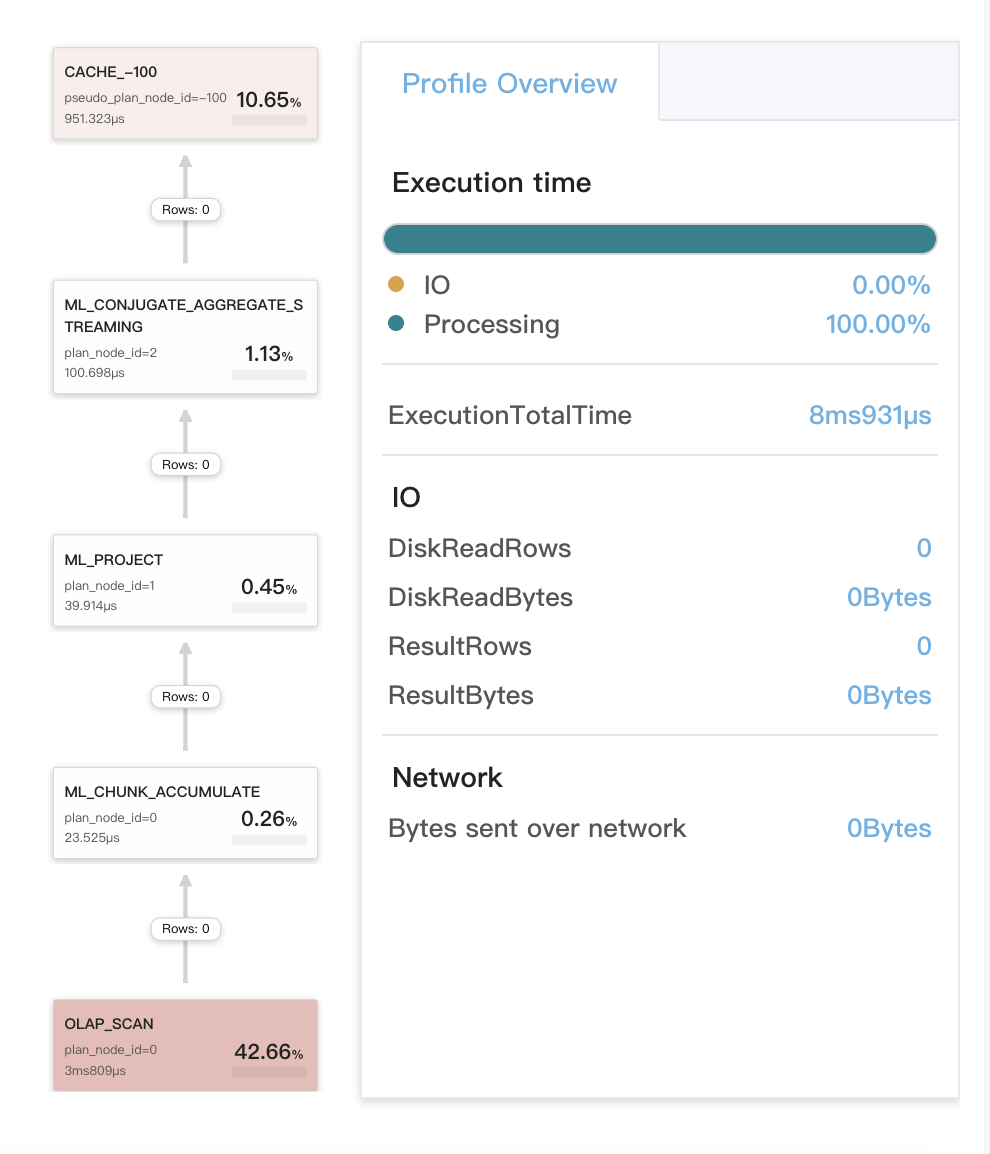 CACHE_-100
pseudo_plan_node_id=-100
10.65%
951.323μs
Rows: 0
ML_CONJUGATE_AGGREGATE_S
TREAMING
plan_node_id=2
1.13%
100.698μs
Rows: 0
ML_PROJECT
plan_node_id=1
0.45%
39.914μs
Rows: 0
ML_CHUNK_ACCUMULATE
plan_node_id=0
0.26%
23.525μs
Rows: 0
OLAP_SCAN
plan_node_id=0
42.66%
3ms809μs
Profile Overview
Execution time
IO 0.00%
Processing 100.00%
ExecutionTotalTime 8ms931μs
IO
DiskReadRows 0
DiskReadBytes 0Bytes
ResultRows 0
ResultBytes 0Bytes
Network
Bytes sent over network 0Bytes